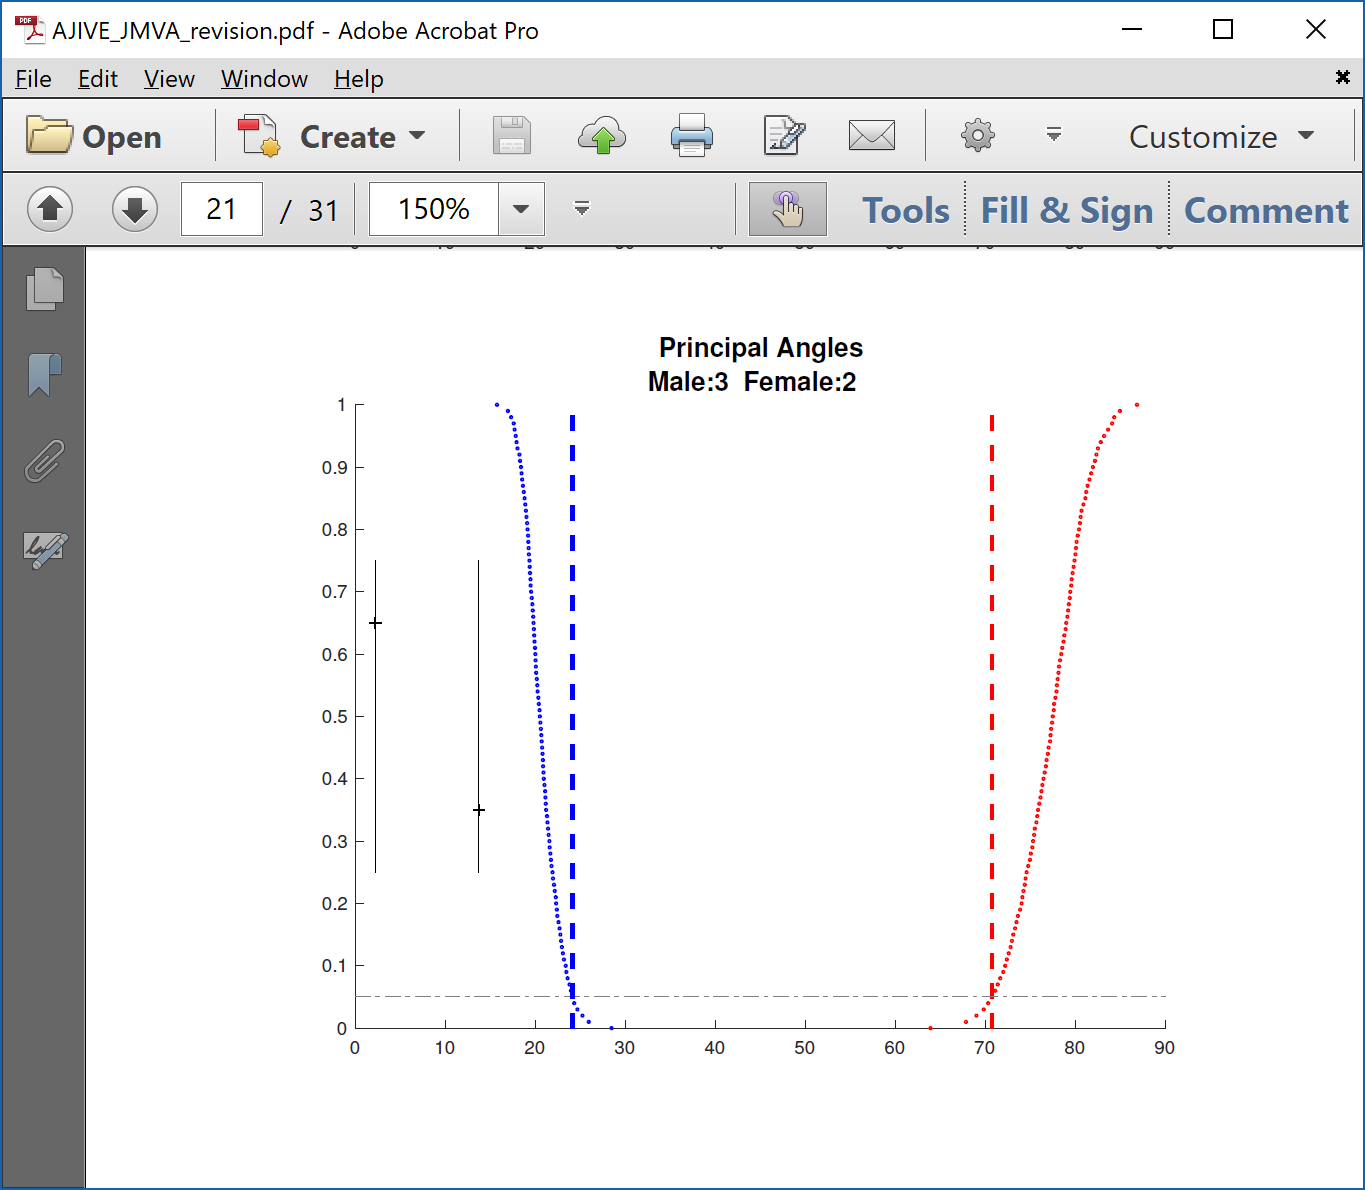 AJIVE_JMVA_revision.pdf - Adobe Acrobat Pro
File Edit View Window Help
Open Create Customize
21 / 31 150% Tools Fill & Sign Comment
Principal Angles
Male:3 Female:2
1
0.9
0.8
0.7
0.6
0.5
0.4
0.3
0.2
0.1
0
0 10 20 30 40 50 60 70 80 90